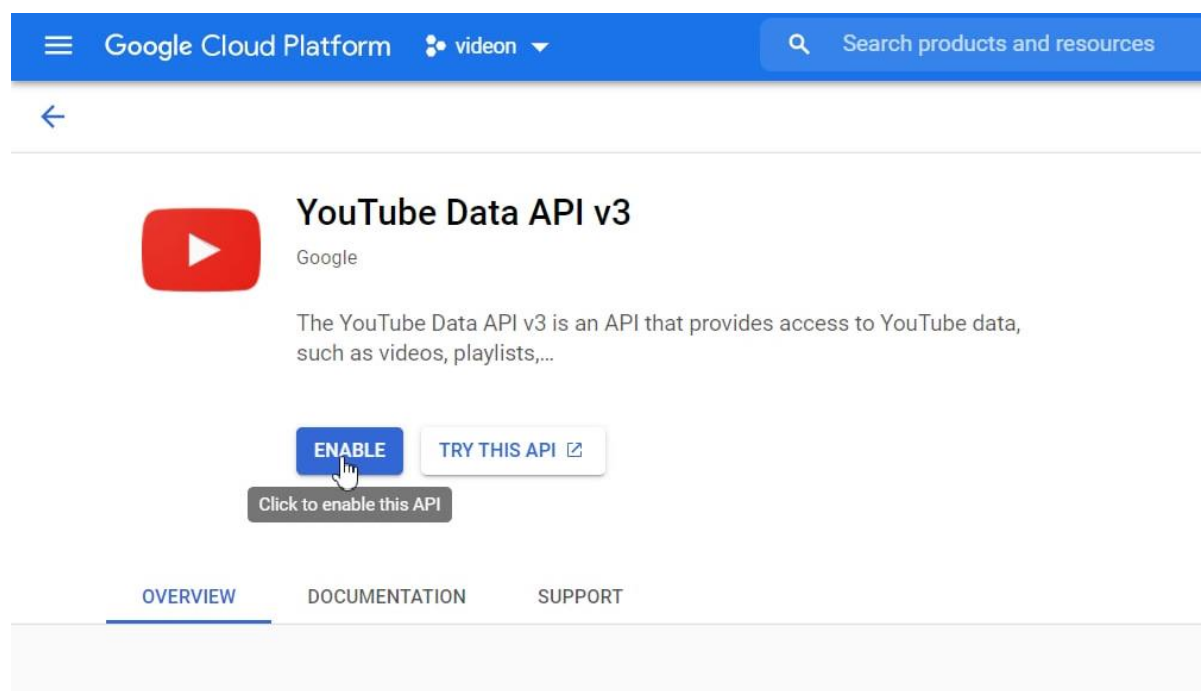 Google Cloud Platform videon Search products and resources
YouTube Data API v3
Google
The YouTube Data API v3 is an API that provides access to YouTube data,
such as videos, playlists,...
ENABLE TRY THIS API
Click to enable this API
OVERVIEW DOCUMENTATION SUPPORT